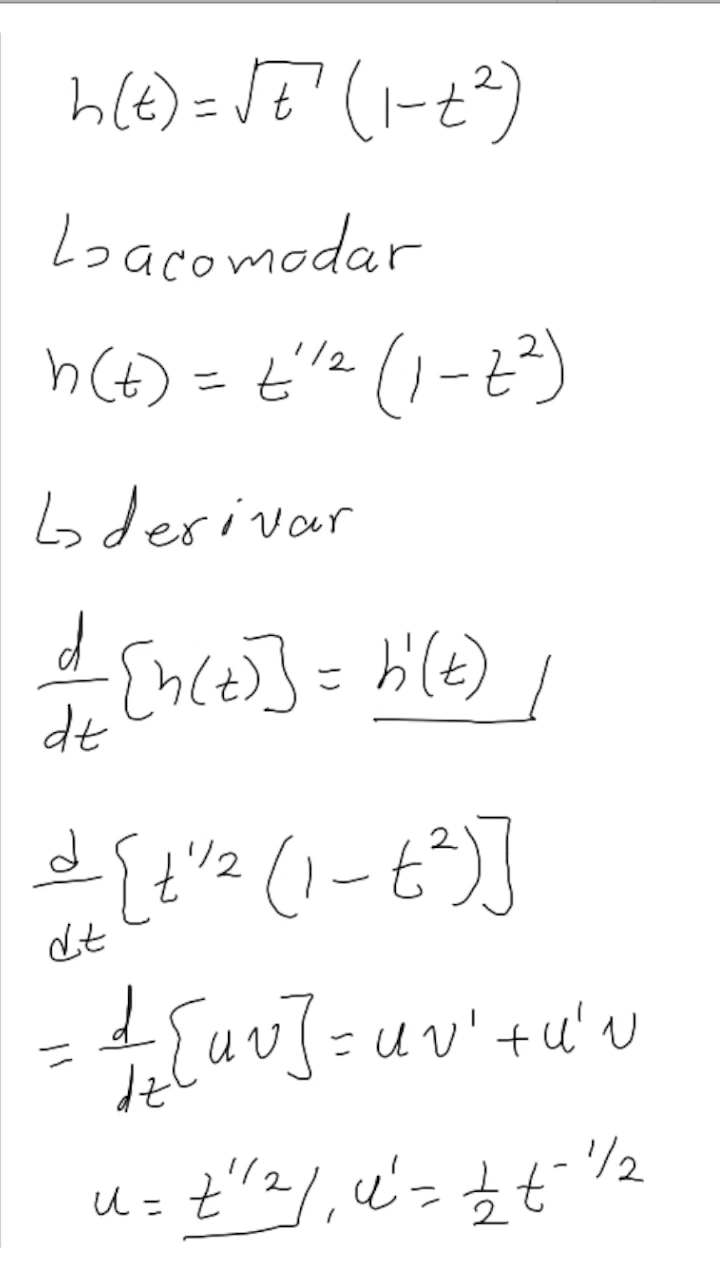 h(t) = √t (1-t²)
↳ acomodar
h(t) = t^1/2 (1-t²)
↳ derivar
d/dt [h(t)] = h'(t)
d/dt [t^1/2 (1-t²)]
= d/dt [uv] = uv' + u'v
u = t^1/2, u' = 1/2 t^-1/2